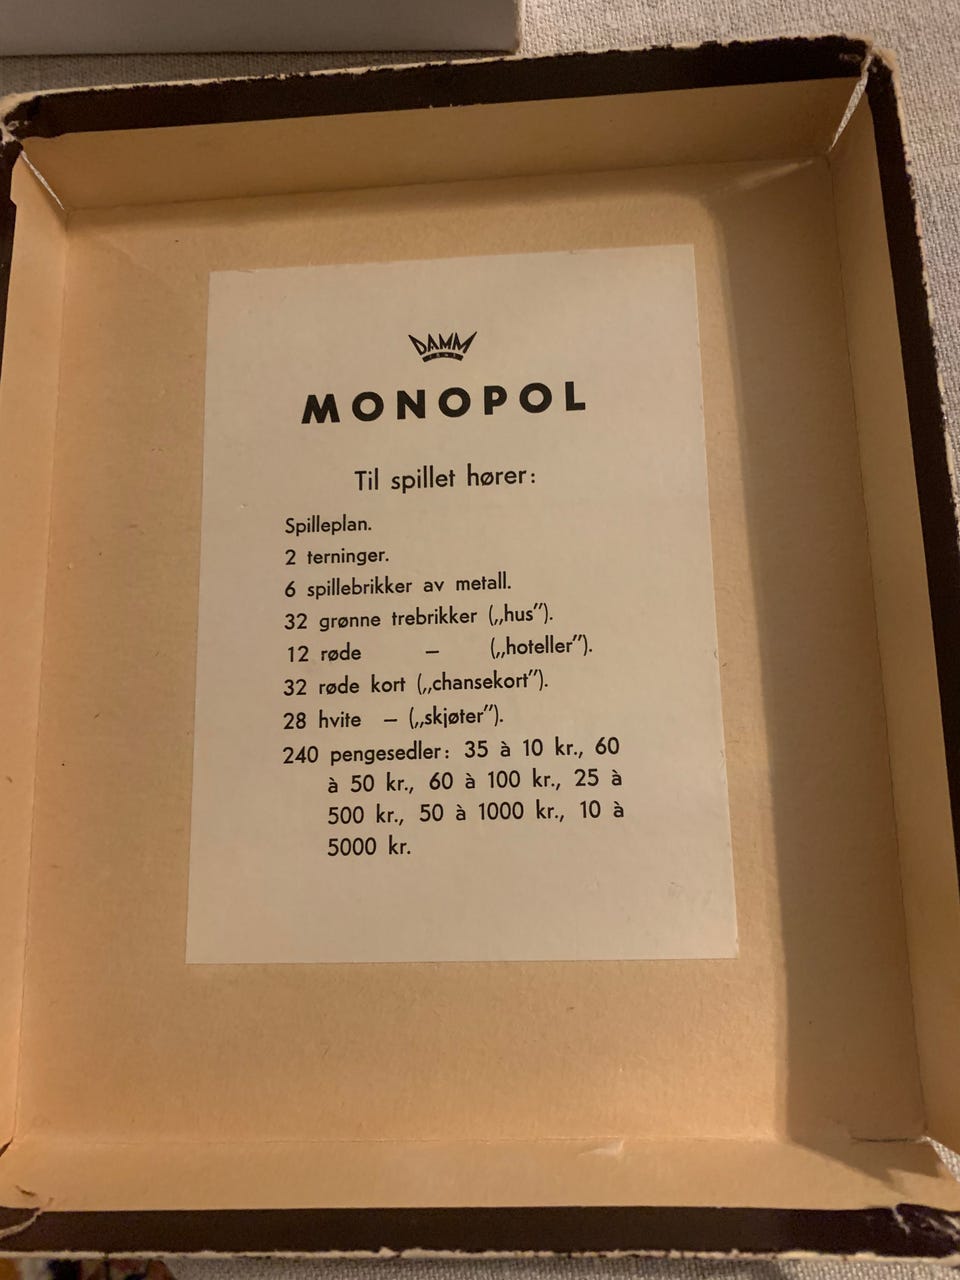 DAMM
MONOPOL
Til spillet hører:
Spilleplan.
2 terninger.
6 spillebrikker av metall.
32 grønne trebrikker („hus”).
12 røde – („hoteller”).
32 røde kort („chansekort”).
28 hvite – („skjøter”).
240 pengesedler: 35 à 10 kr., 60
à 50 kr., 60 à 100 kr., 25 à
500 kr., 50 à 1000 kr., 10 à
5000 kr.